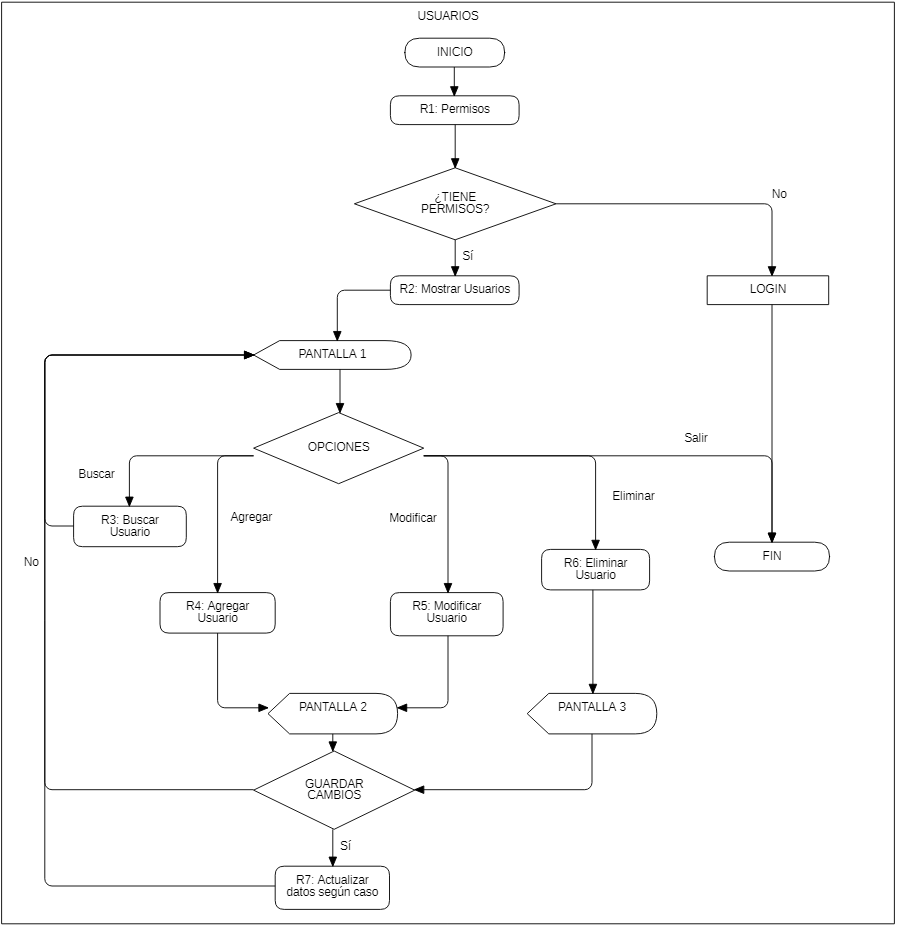 USUARIOS
INICIO
R1: Permisos
¿TIENE
PERMISOS?
No
Sí
R2: Mostrar Usuarios
LOGIN
PANTALLA 1
OPCIONES
Salir
Buscar
Eliminar
Agregar
Modificar
R3: Buscar
Usuario
No
FIN
R6: Eliminar
Usuario
R4: Agregar
Usuario
R5: Modificar
Usuario
PANTALLA 2
PANTALLA 3
GUARDAR
CAMBIOS
Sí
R7: Actualizar
datos según caso